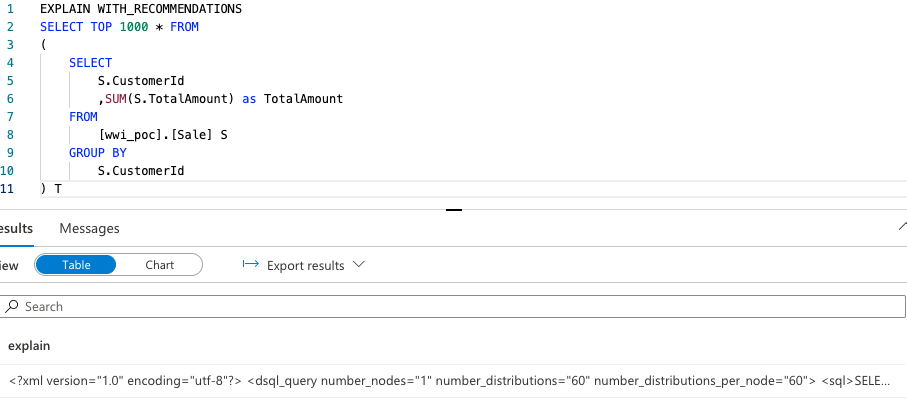 1 EXPLAIN WITH_RECOMMENDATIONS
2 SELECT TOP 1000 * FROM
3 (
4 SELECT
5 S.CustomerId
6 ,SUM(S.TotalAmount) as TotalAmount
7 FROM
8 [wwi_poc].[Sale] S
9 GROUP BY
10 S.CustomerId
11 ) T
esults Messages
iew Table Chart Export results
Search
explain
<?xml version="1.0" encoding="utf-8"?> <dsql_query number_nodes="1" number_distributions="60" number_distributions_per_node="60"> <sql>SELE...